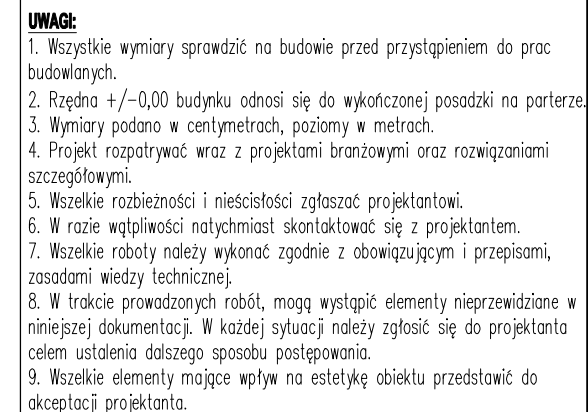 UWAGI:
1. Wszystkie wymiary sprawdzić na budowie przed przystąpieniem do prac
budowlanych.
2. Rzędna +/-0,00 budynku odnosi się do wykończonej posadzki na parterze.
3. Wymiary podano w centymetrach, poziomy w metrach.
4. Projekt rozpatrywać wraz z projektami branżowymi oraz rozwiązaniami
szczegółowymi.
5. Wszelkie rozbieżności i nieścisłości zgłaszać projektantowi.
6. W razie wątpliwości natychmiast skontaktować się z projektantem.
7. Wszelkie roboty należy wykonać zgodnie z obowiązującym i przepisami,
zasadami wiedzy technicznej.
8. W trakcie prowadzonych robót, mogą wystąpić elementy nieprzewidziane w
niniejszej dokumentacji. W każdej sytuacji należy zgłosić się do projektanta
celem ustalenia dalszego sposobu postępowania.
9. Wszelkie elementy mające wpływ na estetykę obiektu przedstawić do
akceptacji projektanta.